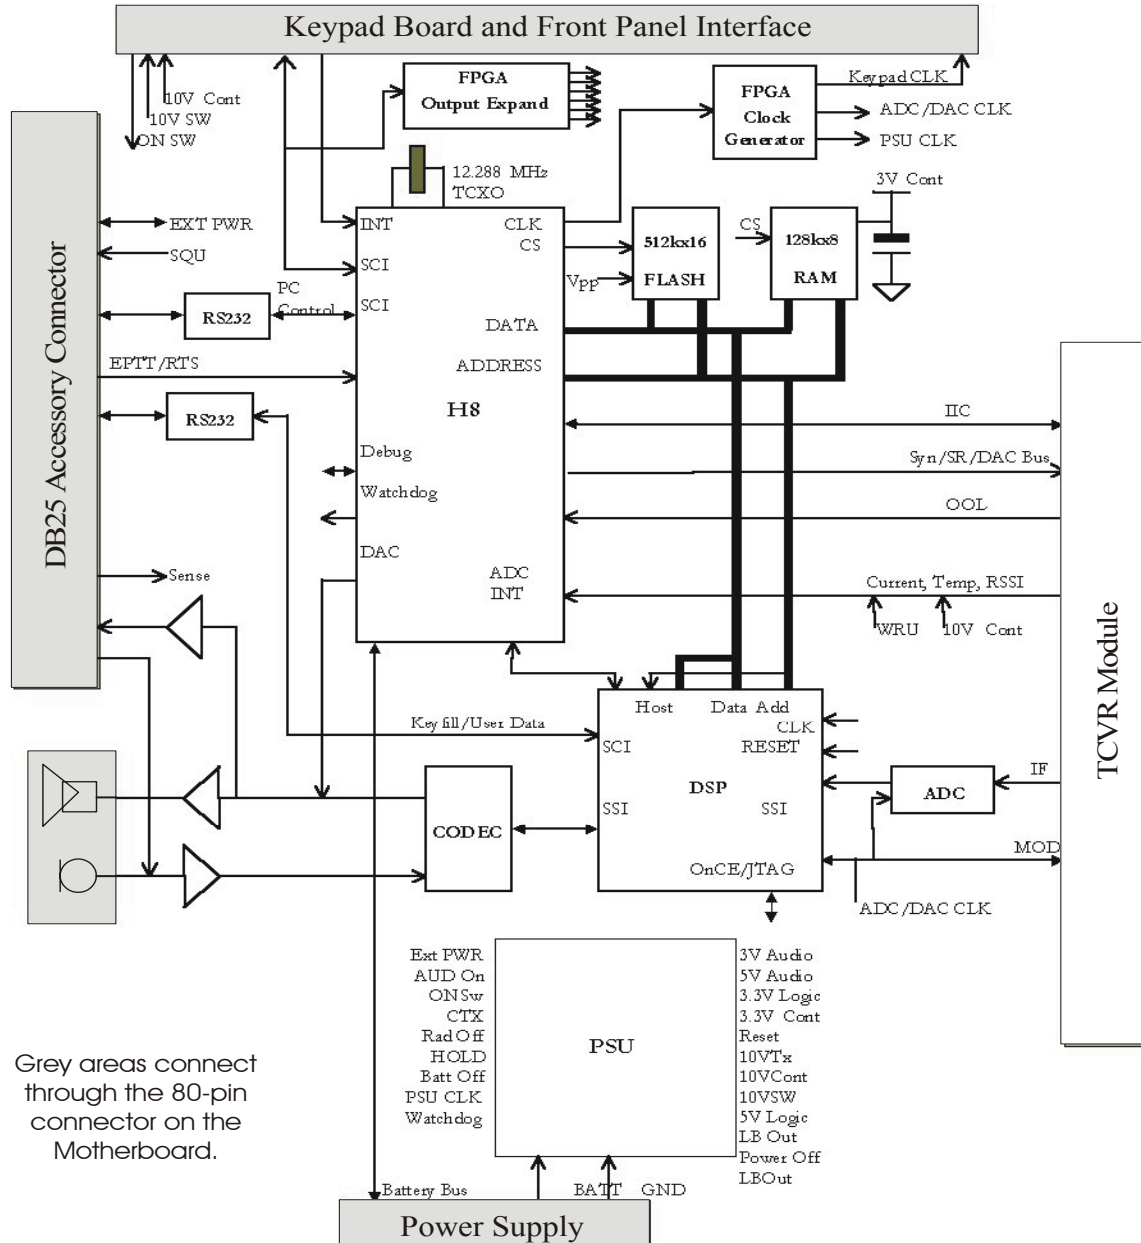 Keypad Board and Front Panel Interface
10V Cont
10V SW
ON SW
FPGA
Output Expand
FPGA
Clock
Generator
Keypad CLK
ADC/DAC CLK
PSU CLK
12.288 MHz
TCXO
3V Cont
DB25 Accessory Connector
EXT PWR
SQU
RS232
PC
Control
EPTT/RTS
RS232
INT
SCI
SCI
CLK
CS
DATA
ADDRESS
H8
Debug
Watchdog
DAC
ADC
INT
512kx16
FLASH
Vpp
CS
128kx8
RAM
IIC
Syn/SR/DAC Bus
OOL
Current, Temp, RSSI
WRU
10V Cont
TCVR Module
Sense
Keyfill/User Data
Host
Data Add
CLK
SCI
RESET
DSP
SSI
SSI
OnCE/JTAG
CODEC
ADC
IF
MOD
ADC/DAC CLK
Ext PWR
AUD On
ONSw
CTX
Rad Off
HOLD
Batt Off
PSU CLK
Watchdog
PSU
3V Audio
5V Audio
3.3V Logic
3.3V Cont
Reset
10VTx
10VCont
10VSW
5V Logic
LB Out
Power Off
LBOut
Grey areas connect
through the 80-pin
connector on the
Motherboard.
Battery Bus
BATT
GND
Power Supply